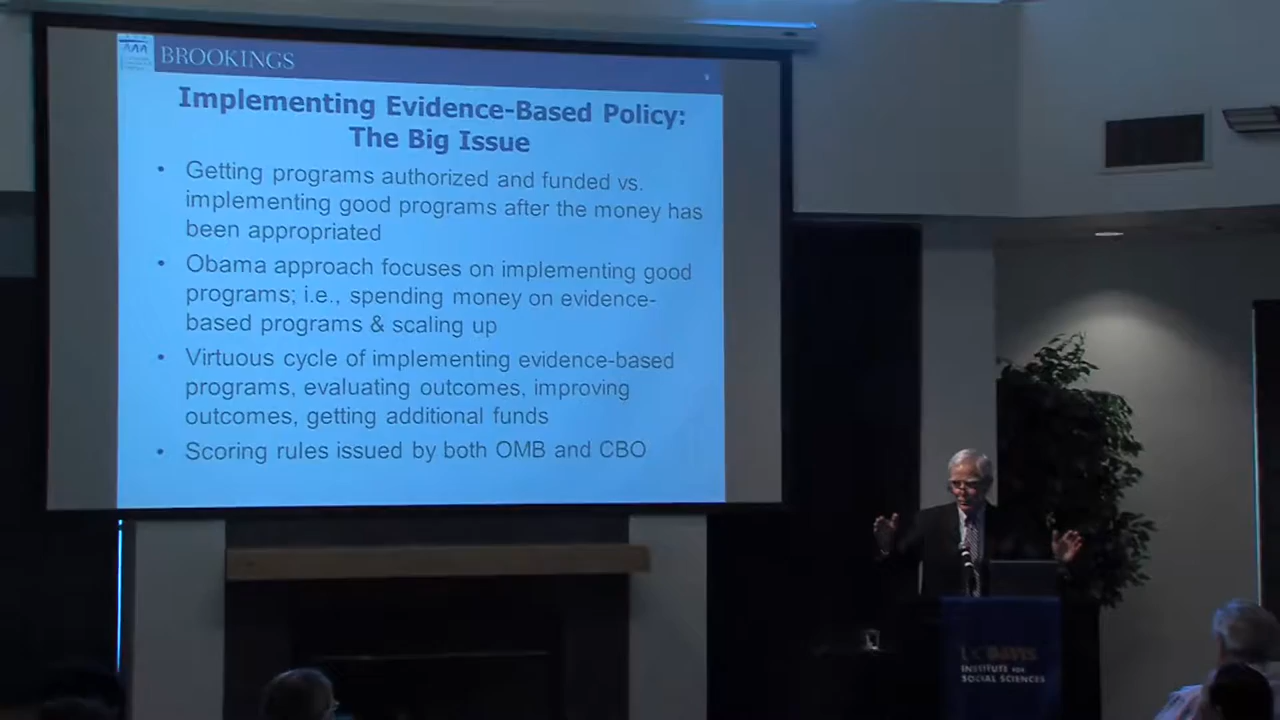 BROOKINGS
Implementing Evidence-Based Policy:
The Big Issue
• Getting programs authorized and funded vs.
implementing good programs after the money has
been appropriated
• Obama approach focuses on implementing good
programs; i.e., spending money on evidence-
based programs & scaling up
• Virtuous cycle of implementing evidence-based
programs, evaluating outcomes, improving
outcomes, getting additional funds
• Scoring rules issued by both OMB and CBO
UC DAVIS
INSTITUTE FOR
SOCIAL SCIENCES